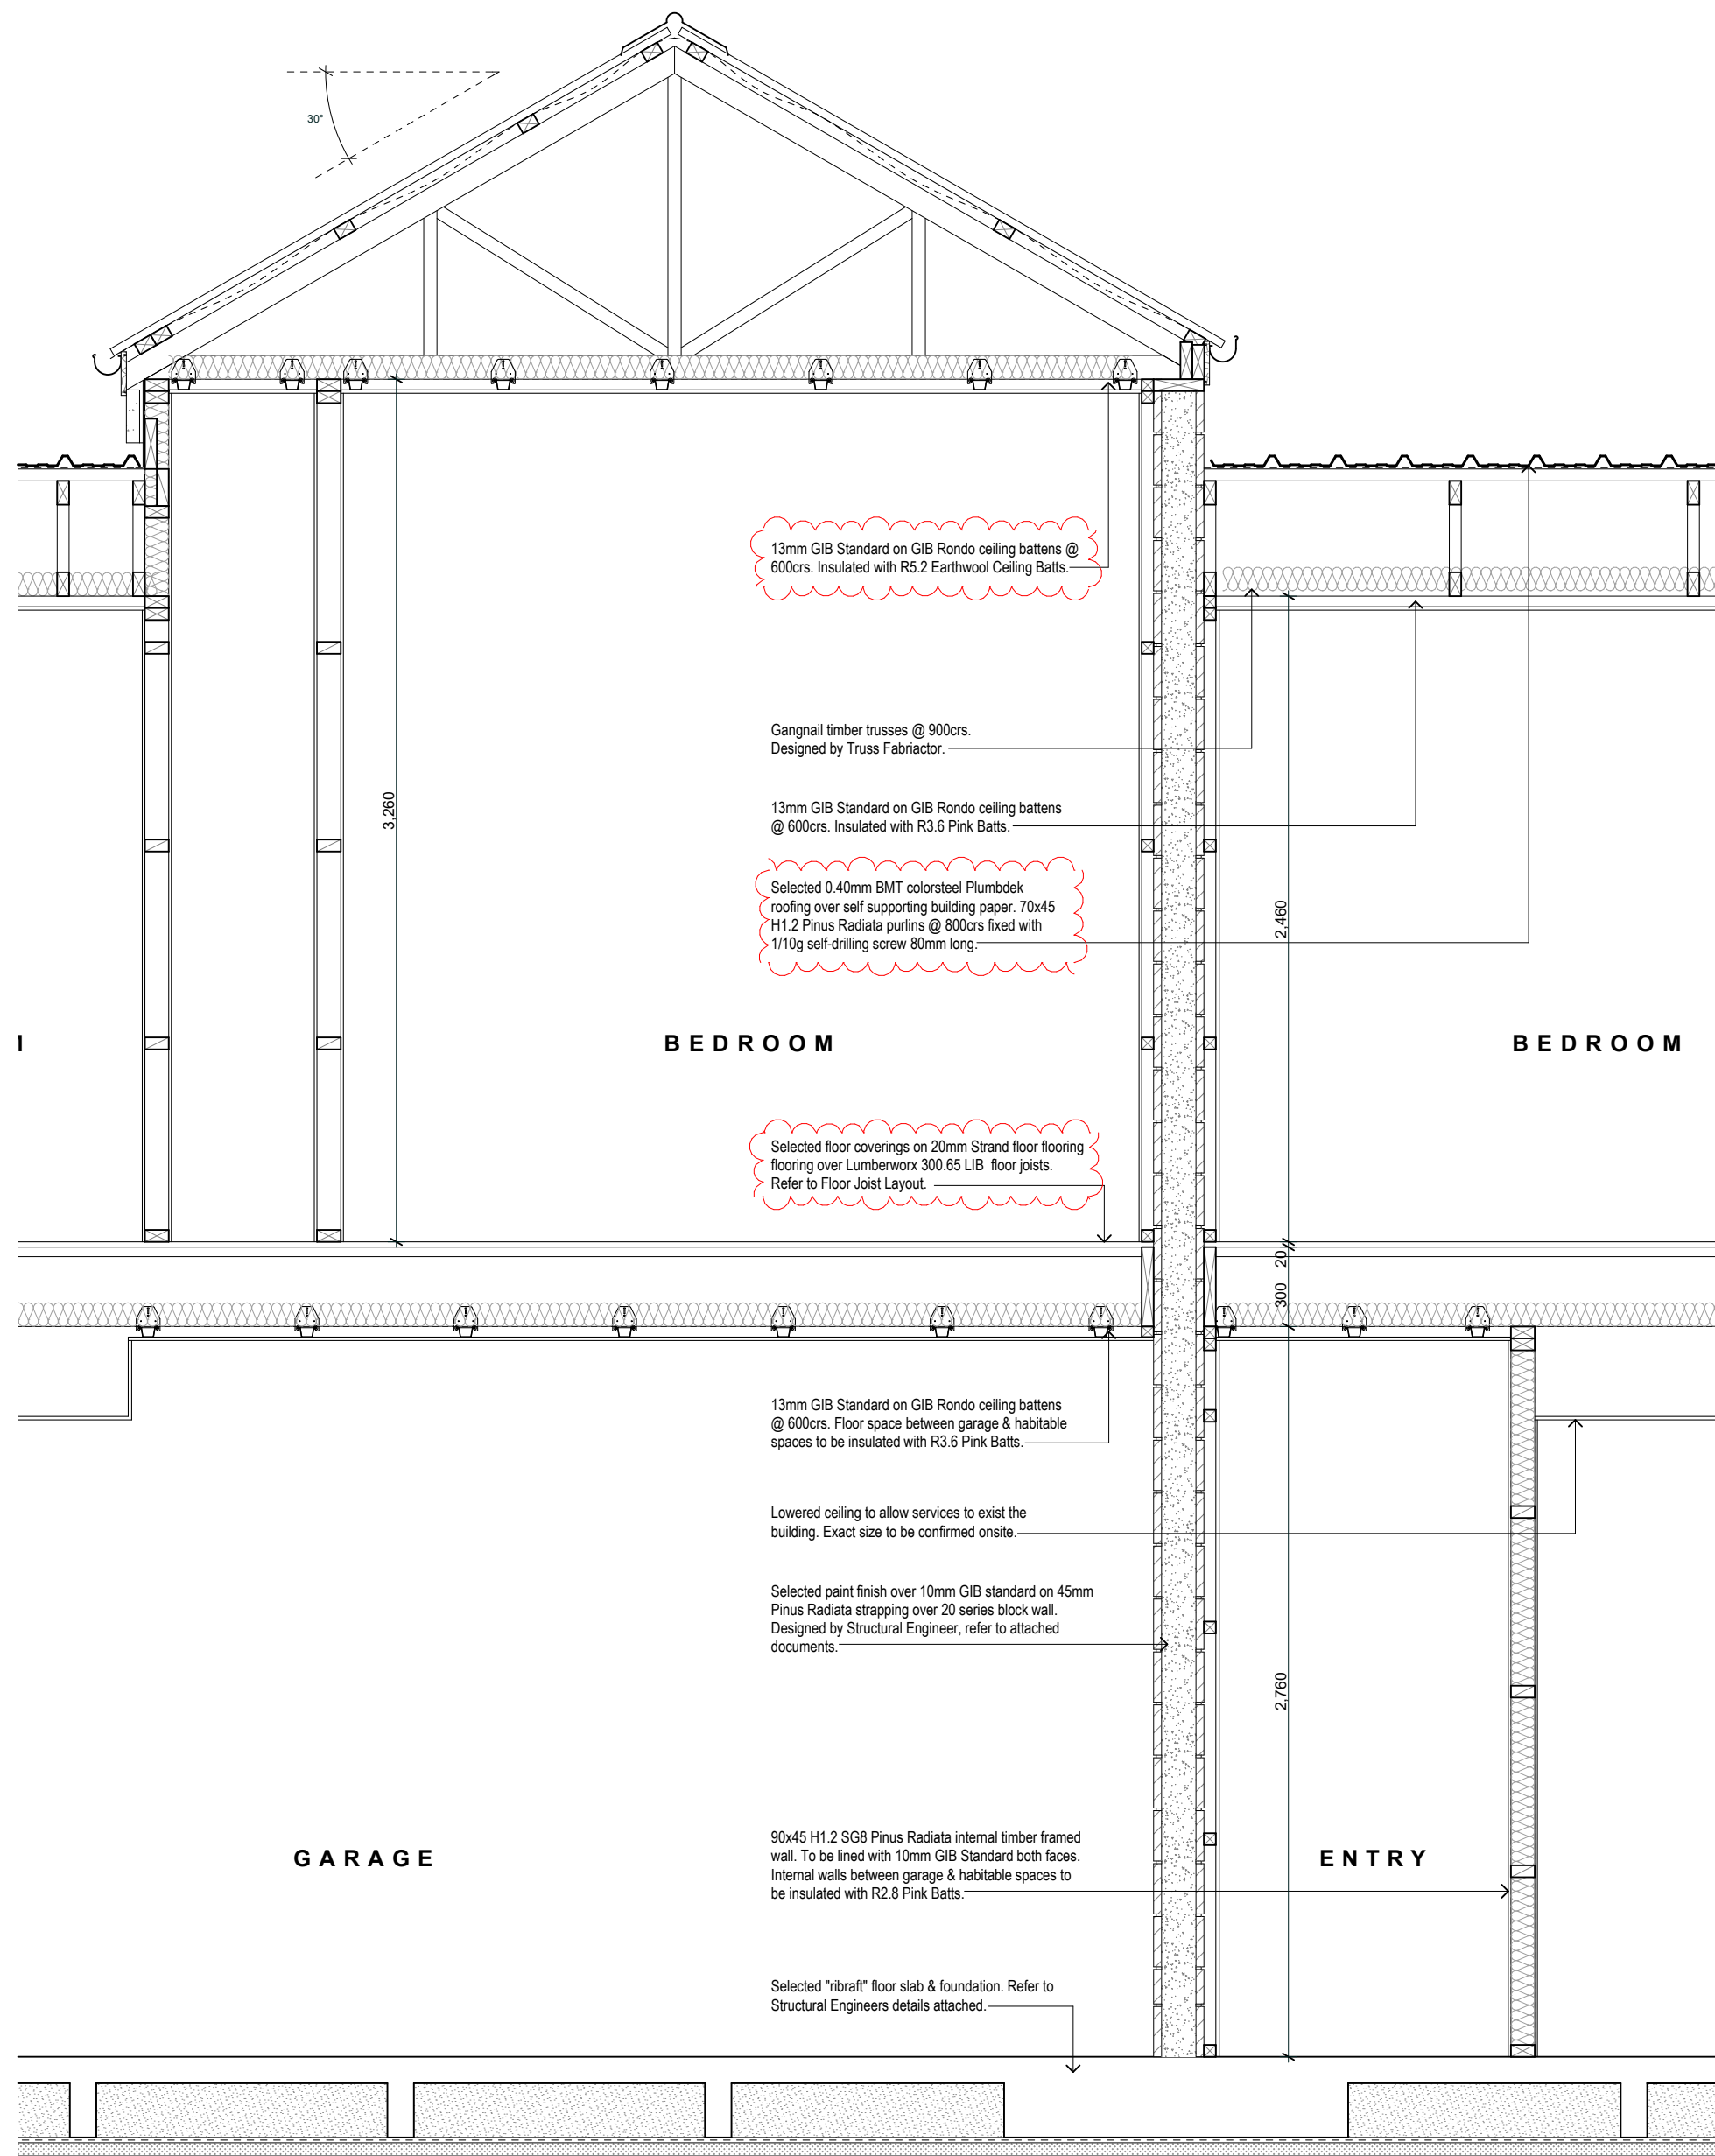 30°
13mm GIB Standard on GIB Rondo ceiling battens @
600crs. Insulated with R5.2 Earthwool Ceiling Batts.
Gangnail timber trusses @ 900crs.
Designed by Truss Fabriactor.
3,260
13mm GIB Standard on GIB Rondo ceiling battens
@ 600crs. Insulated with R3.6 Pink Batts.
Selected 0.40mm BMT colorsteel Plumbdek
roofing over self supporting building paper. 70x45
H1.2 Pinus Radiata purlins @ 800crs fixed with
1/10g self-drilling screw 80mm long.
2,460
BEDROOM
BEDROOM
Selected floor coverings on 20mm Strand floor flooring
flooring over Lumberworx 300.65 LIB floor joists.
Refer to Floor Joist Layout.
20
300
13mm GIB Standard on GIB Rondo ceiling battens
@ 600crs. Floor space between garage & habitable
spaces to be insulated with R3.6 Pink Batts.
Lowered ceiling to allow services to exist the
building. Exact size to be confirmed onsite.
Selected paint finish over 10mm GIB standard on 45mm
Pinus Radiata strapping over 20 series block wall.
Designed by Structural Engineer, refer to attached
documents.
2,760
90x45 H1.2 SG8 Pinus Radiata internal timber framed
wall. To be lined with 10mm GIB Standard both faces.
Internal walls between garage & habitable spaces to
be insulated with R2.8 Pink Batts.
GARAGE
ENTRY
Selected "ribraft" floor slab & foundation. Refer to
Structural Engineers details attached.